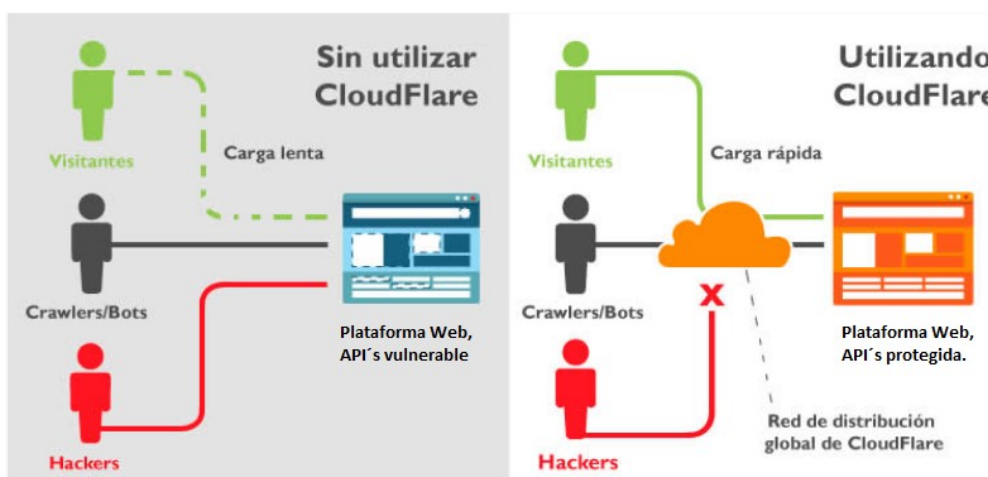 Sin utilizar
CloudFlare
Visitantes
Carga lenta
Crawlers/Bots
Plataforma Web,
API´s vulnerable
Hackers
Utilizando
CloudFlare
Visitantes
Carga rápida
Crawlers/Bots
X
Plataforma Web,
API´s protegida.
Red de distribución
global de CloudFlare
Hackers